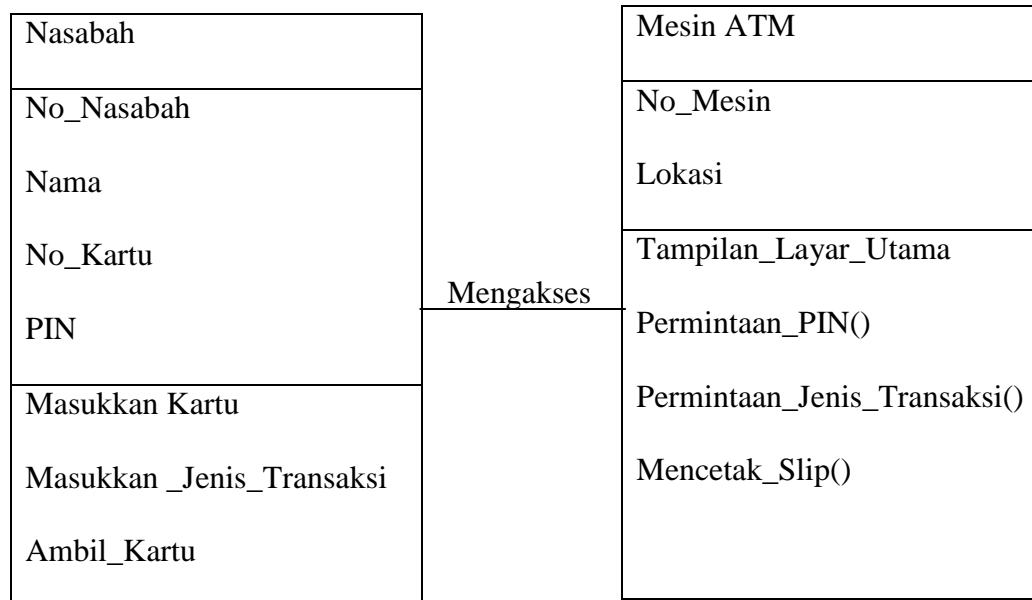 Nasabah
No_Nasabah
Nama
No_Kartu
PIN
Masukkan Kartu
Masukkan _Jenis_Transaksi
Ambil_Kartu
Mengakses
Mesin ATM
No_Mesin
Lokasi
Tampilan_Layar_Utama
Permintaan_PIN()
Permintaan_Jenis_Transaksi()
Mencetak_Slip()